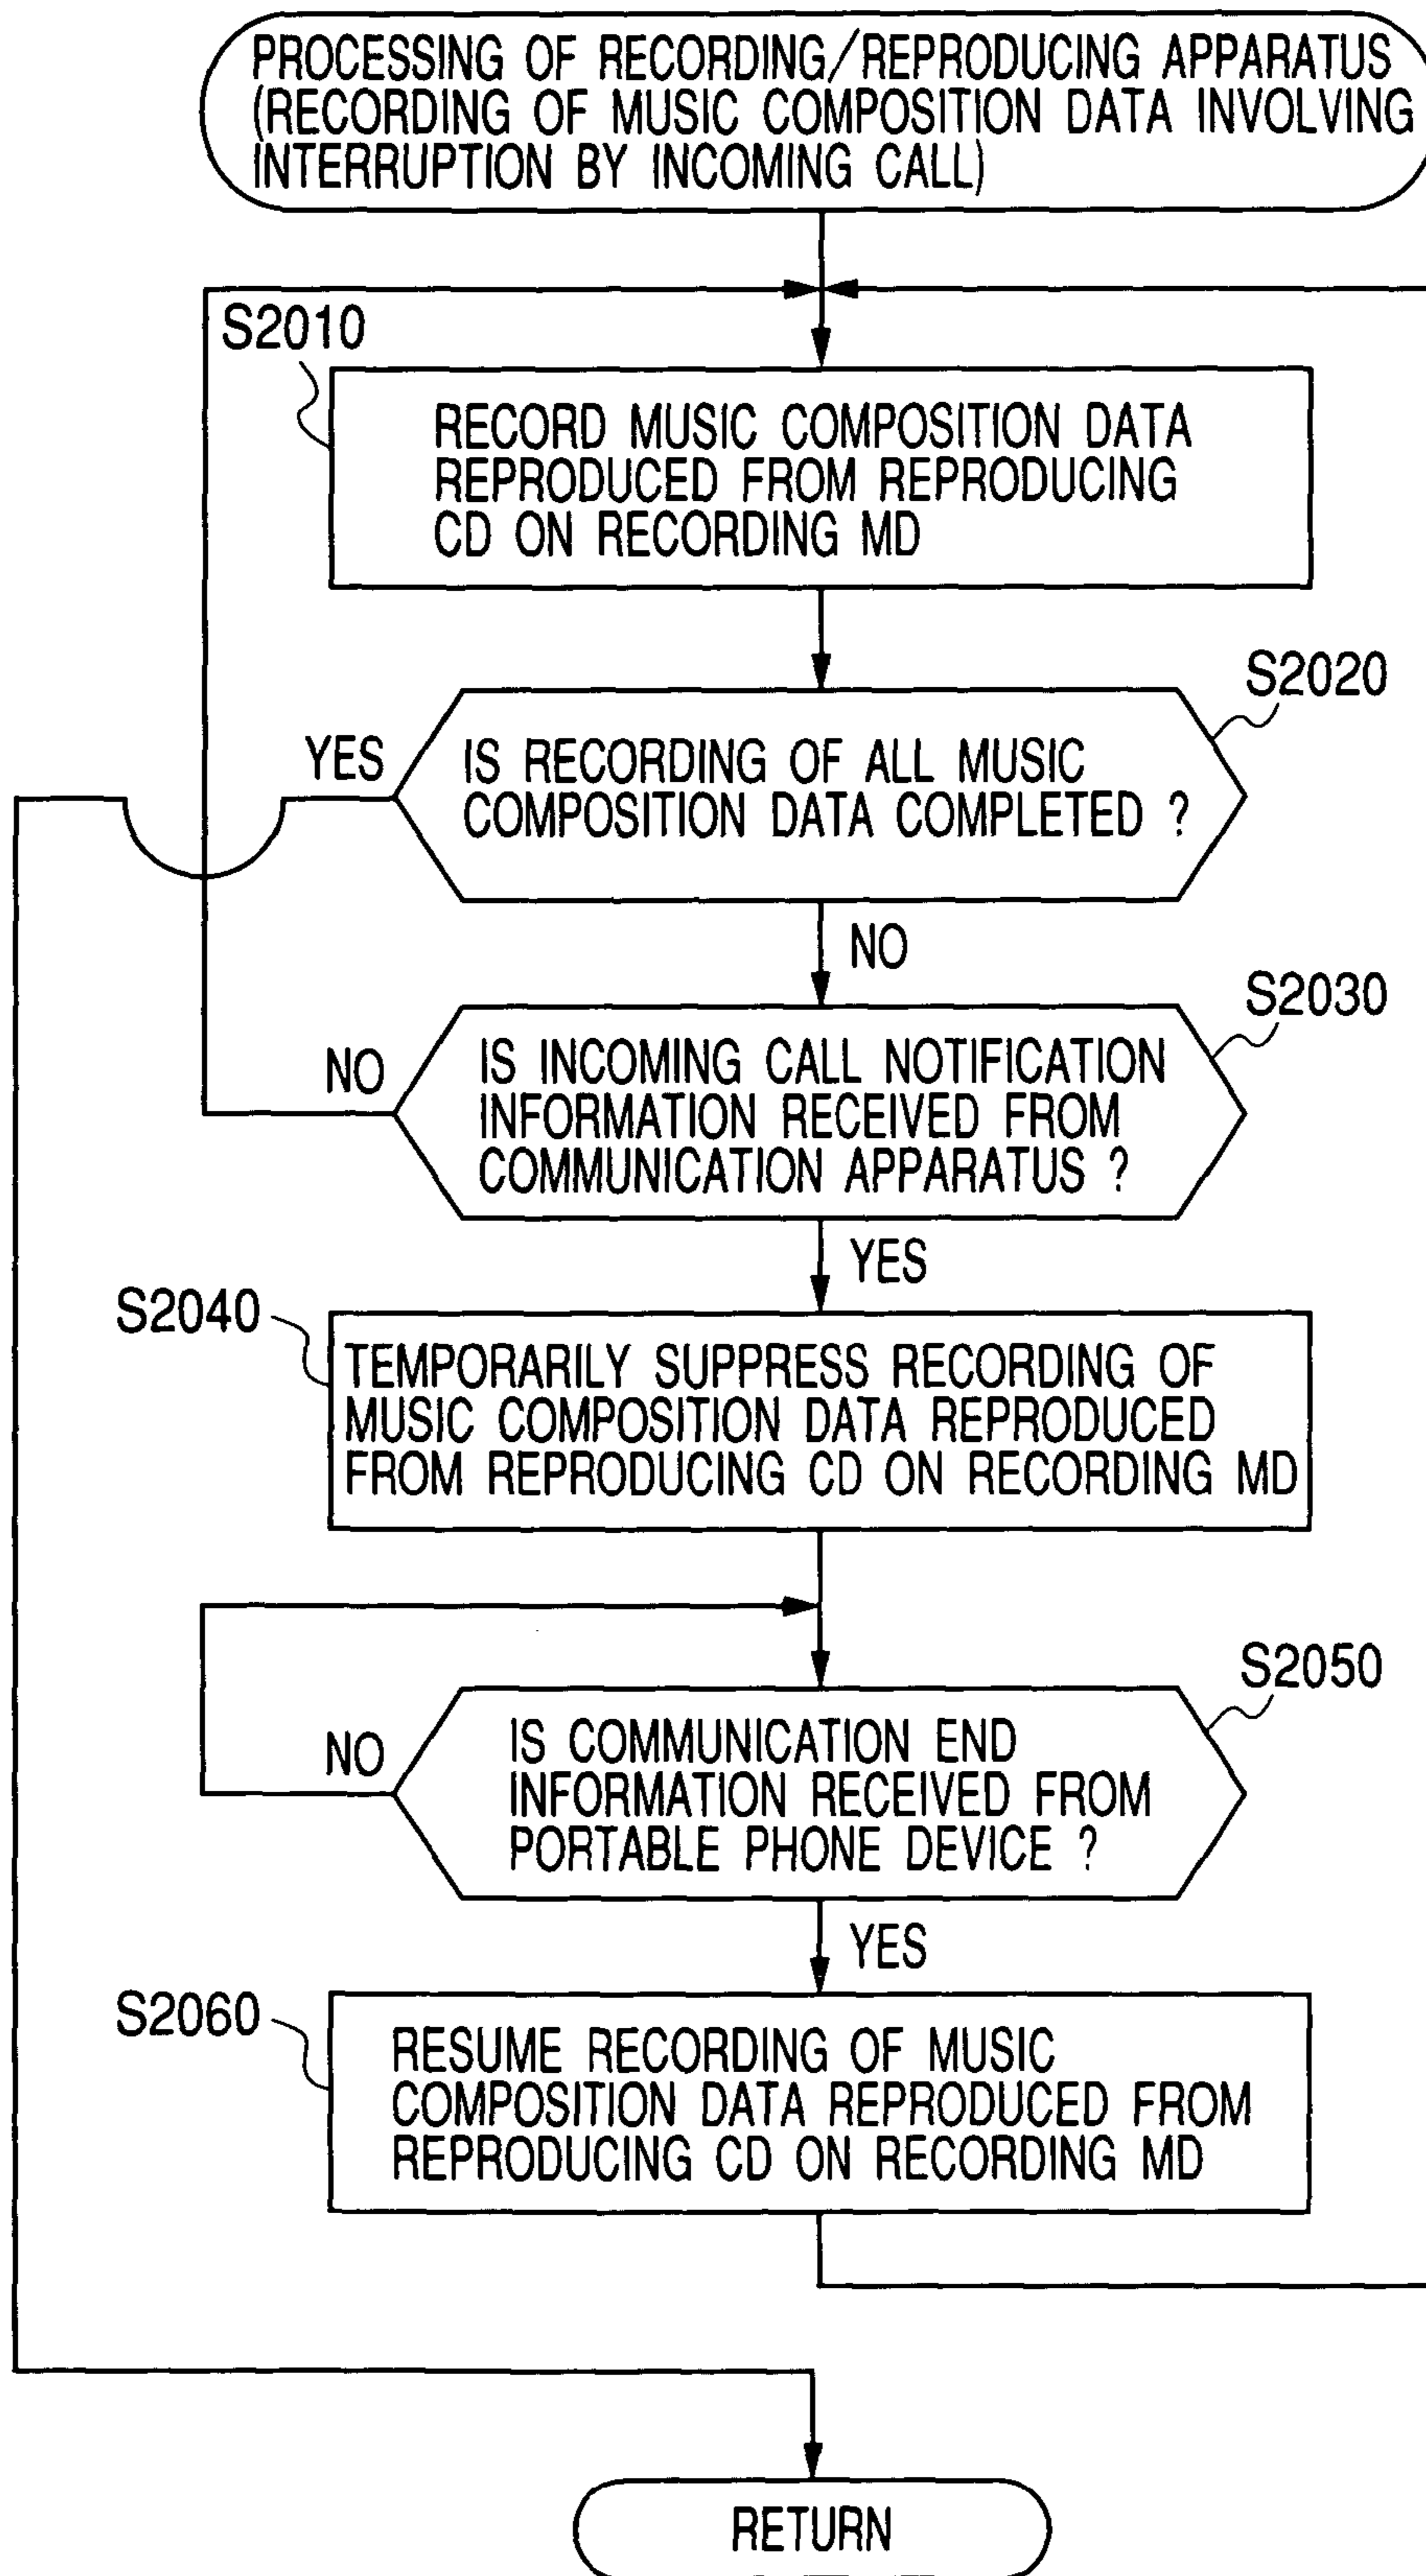 PROCESSING OF RECORDING/REPRODUCING APPARATUS
(RECORDING OF MUSIC COMPOSITION DATA INVOLVING
INTERRUPTION BY INCOMING CALL)
S2010
RECORD MUSIC COMPOSITION DATA
REPRODUCED FROM REPRODUCING
CD ON RECORDING MD
S2020
YES
IS RECORDING OF ALL MUSIC
COMPOSITION DATA COMPLETED ?
NO
S2030
NO
IS INCOMING CALL NOTIFICATION
INFORMATION RECEIVED FROM
COMMUNICATION APPARATUS ?
YES
S2040
TEMPORARILY SUPPRESS RECORDING OF
MUSIC COMPOSITION DATA REPRODUCED
FROM REPRODUCING CD ON RECORDING MD
S2050
NO
IS COMMUNICATION END
INFORMATION RECEIVED FROM
PORTABLE PHONE DEVICE ?
YES
S2060
RESUME RECORDING OF MUSIC
COMPOSITION DATA REPRODUCED FROM
REPRODUCING CD ON RECORDING MD
RETURN